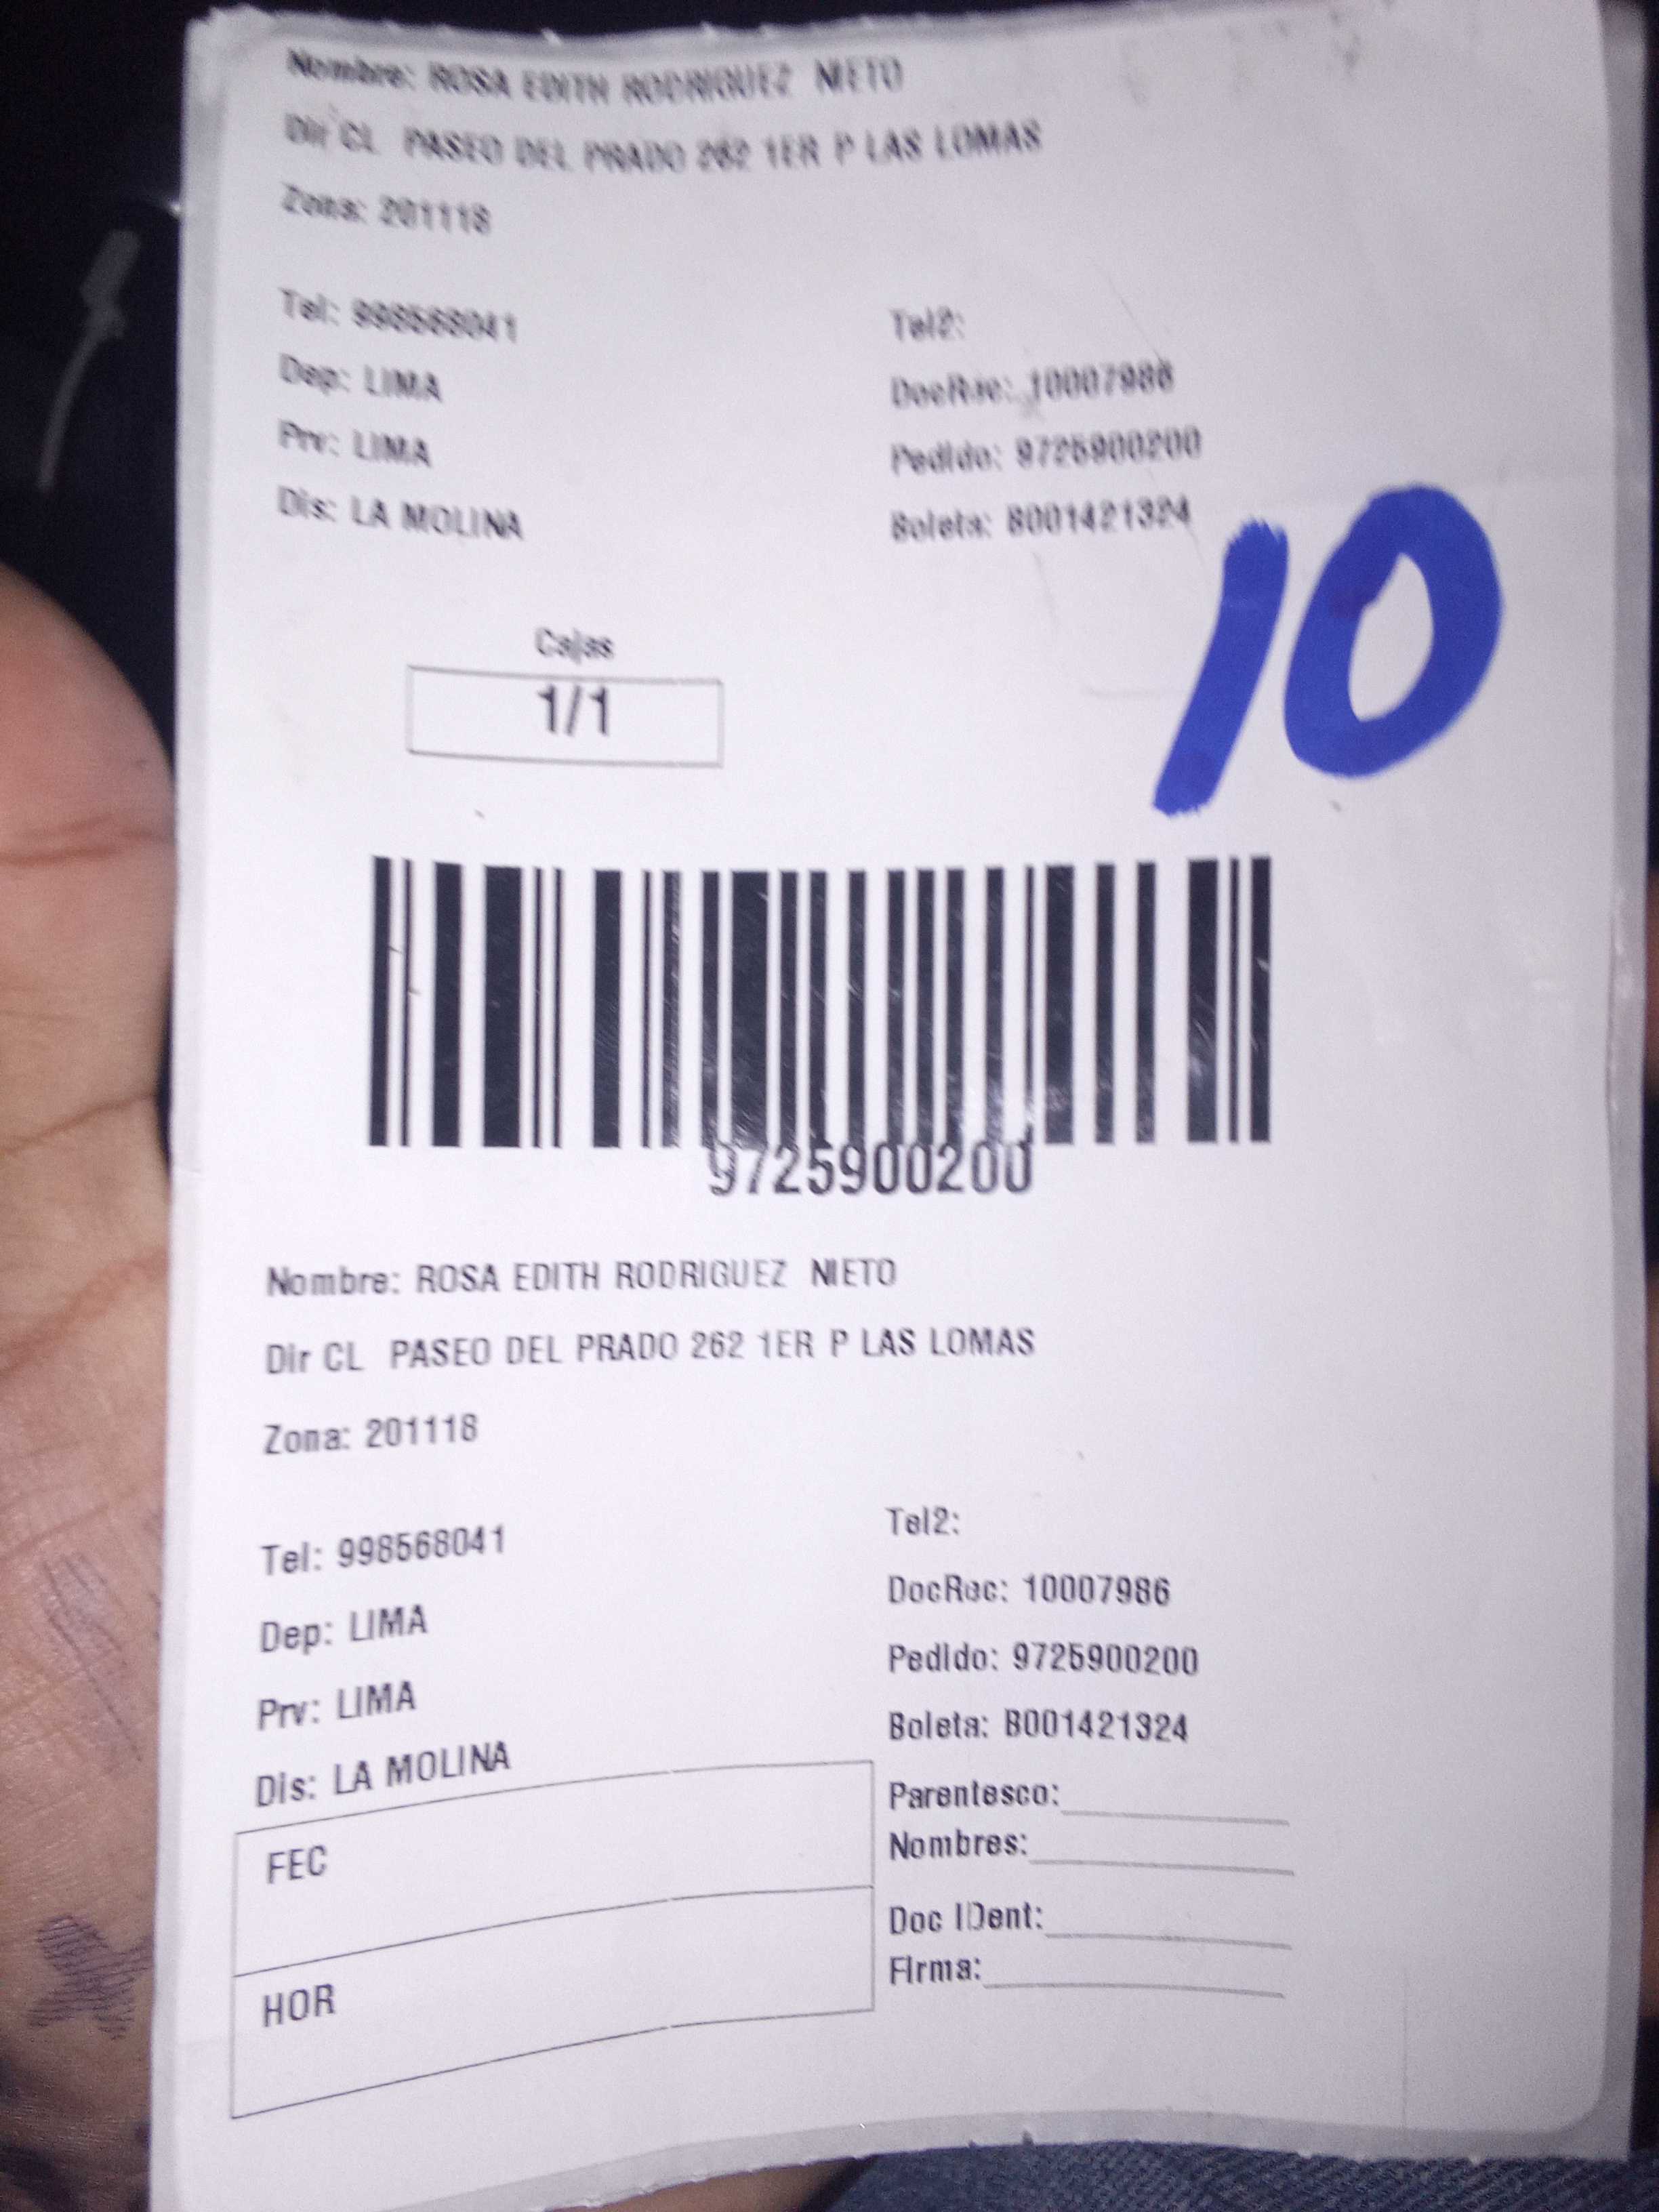 Nombre: ROSA EDITH RODRIGUEZ NIETO
Dir CL PASEO DEL PRADO 262 1ER P LAS LOMAS
Zona: 201118
Tel: 998568041
Tel2:
Dep: LIMA
DocRec: 10007986
Prv: LIMA
Pedido: 9725900200
Dis: LA MOLINA
Boleta: B001421324
10
Cajas
1/1
9725900200
Nombre: ROSA EDITH RODRIGUEZ NIETO
Dir CL PASEO DEL PRADO 262 1ER P LAS LOMAS
Zona: 201118
Tel: 998568041
Tel2:
Dep: LIMA
DocRec: 10007986
Prv: LIMA
Pedido: 9725900200
Dis: LA MOLINA
Boleta: B001421324
FEC
HOR
Parentesco:
Nombres:
Doc IDent:
Firma: